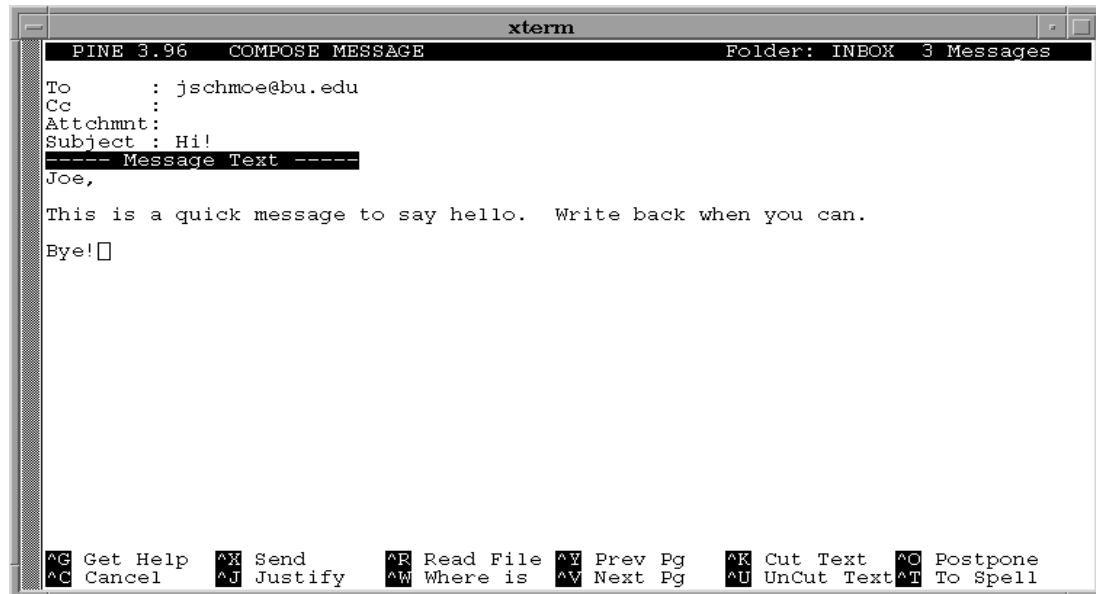 xterm
PINE 3.96   COMPOSE MESSAGE   Folder: INBOX   3 Messages
To      : jschmoe@bu.edu
Cc      :
Attchmnt:
Subject : Hi!
----- Message Text -----
Joe,
This is a quick message to say hello.  Write back when you can.
Bye!
^G Get Help  ^X Send     ^R Read File ^Y Prev Pg   ^K Cut Text  ^O Postpone
^C Cancel    ^J Justify  ^W Where is  ^V Next Pg   ^U UnCut Text^T To Spell